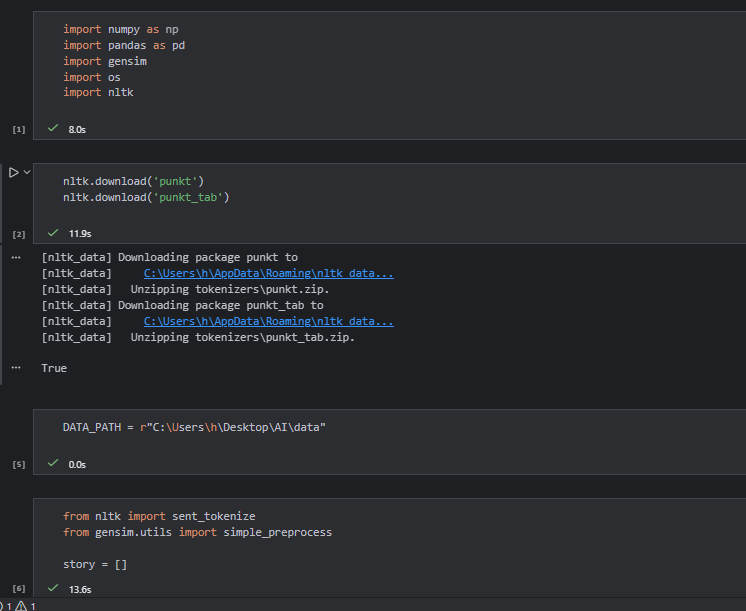 import numpy as np
import pandas as pd
import gensim
import os
import nltk
[1] 8.0s
nltk.download('punkt')
nltk.download('punkt_tab')
[2] 11.9s
... [nltk_data] Downloading package punkt to
[nltk_data]     C:\Users\h\AppData\Roaming\nltk_data...
[nltk_data]   Unzipping tokenizers\punkt.zip.
[nltk_data] Downloading package punkt_tab to
[nltk_data]     C:\Users\h\AppData\Roaming\nltk_data...
[nltk_data]   Unzipping tokenizers\punkt_tab.zip.
... True
DATA_PATH = r"C:\Users\h\Desktop\AI\data"
[5] 0.0s
from nltk import sent_tokenize
from gensim.utils import simple_preprocess
story = []
[6] 13.6s
1 1